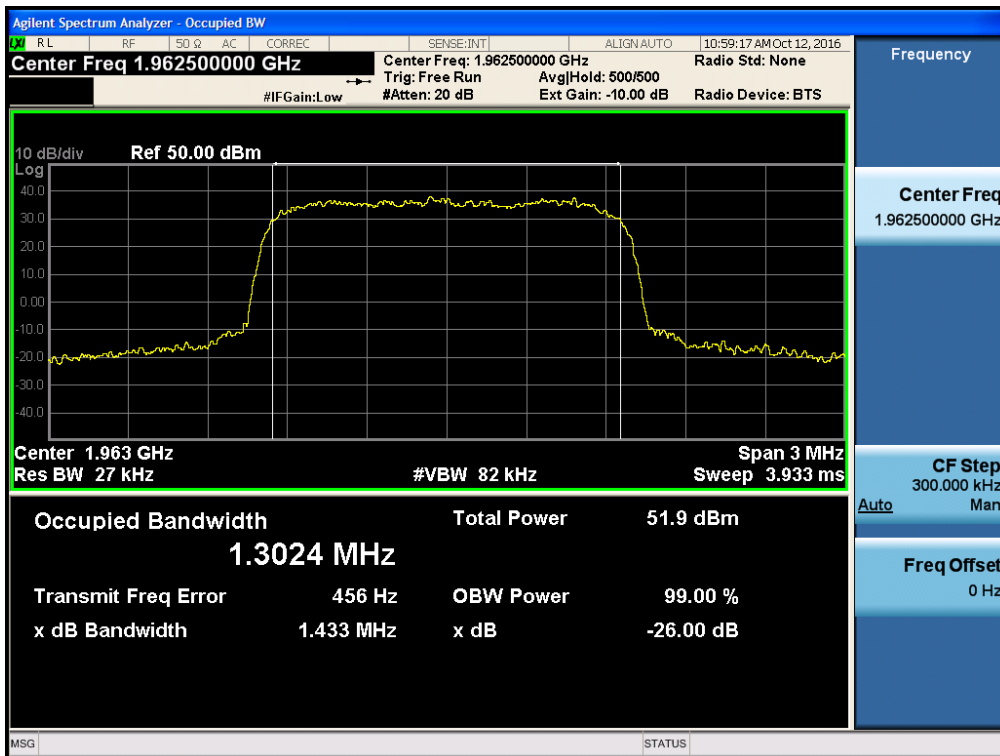 Agilent Spectrum Analyzer - Occupied BW
LXI RL RF 50 Ω AC CORREC SENSE:INT ALIGN AUTO 10:59:17 AM Oct 12, 2016
Center Freq 1.962500000 GHz
Center Freq: 1.962500000 GHz Radio Std: None
Trig: Free Run Avg|Hold: 500/500
#IFGain:Low #Atten: 20 dB Ext Gain: -10.00 dB Radio Device: BTS
10 dB/div Ref 50.00 dBm
Log
40.0
30.0
20.0
10.0
0.00
-10.0
-20.0
-30.0
-40.0
Center 1.963 GHz Span 3 MHz
Res BW 27 kHz #VBW 82 kHz Sweep 3.933 ms
Occupied Bandwidth Total Power 51.9 dBm
1.3024 MHz
Transmit Freq Error 456 Hz OBW Power 99.00 %
x dB Bandwidth 1.433 MHz x dB -26.00 dB
Frequency
Center Freq
1.962500000 GHz
CF Step
300.000 kHz
Auto Man
Freq Offset
0 Hz
MSG STATUS